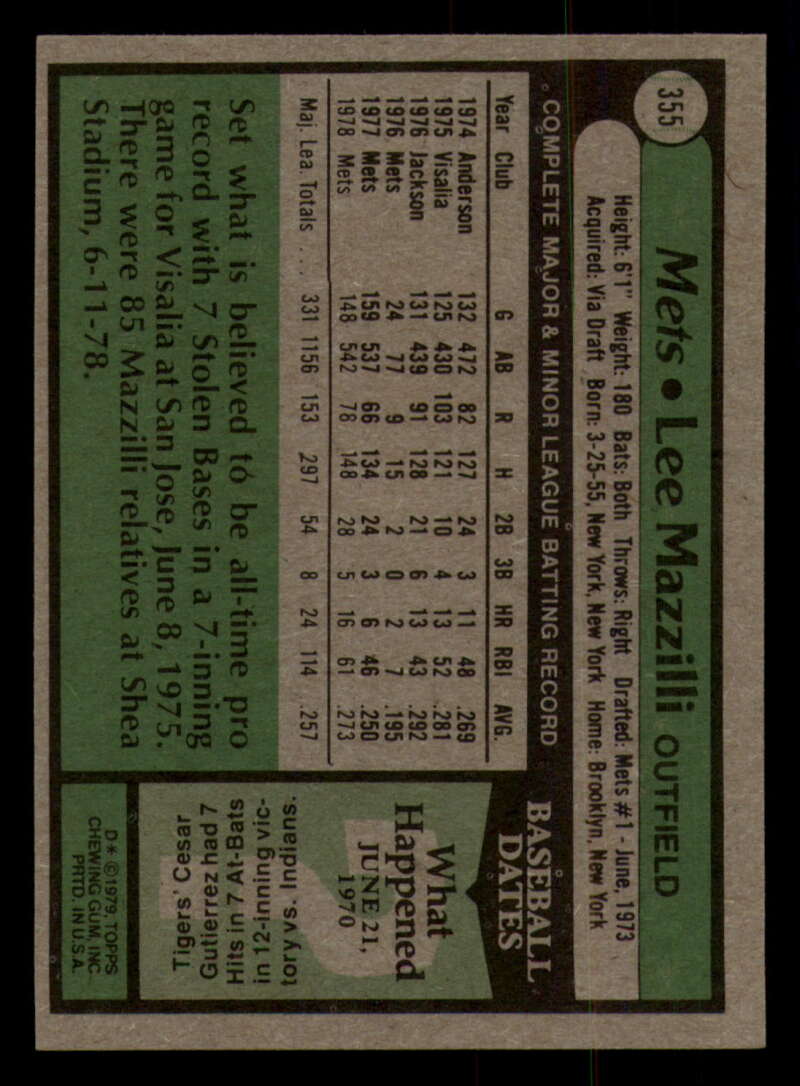 355
Mets • Lee Mazzilli OUTFIELD
Height: 6'1" Weight: 180 Bats: Both Throws: Right Drafted: Mets #1 - June, 1973
Acquired: Via Draft Born: 3-25-55, New York, New York Home: Brooklyn, New York
COMPLETE MAJOR & MINOR LEAGUE BATTING RECORD
Year Club G AB R H 2B 3B HR RBI AVG.
1974 Anderson 132 472 82 127 24 3 11 48 .269
1975 Visalia 125 430 103 121 10 4 13 52 .281
1976 Jackson 131 439 91 128 21 6 13 43 .292
1976 Mets 24 77 9 15 2 0 2 7 .195
1977 Mets 159 537 66 134 24 3 6 46 .250
1978 Mets 148 542 78 148 28 5 16 61 .273
Maj. Lea. Totals . . . 331 1156 153 297 54 8 24 114 .257
Set what is believed to be all-time pro
record with 7 Stolen Bases in a 7-inning
game for Visalia at San Jose, June 8, 1975.
There were 85 Mazzilli relatives at Shea
Stadium, 6-11-78.
BASEBALL
DATES
What
Happened
JUNE 21,
1970
Tigers' Cesar
Gutierrez had 7
Hits in 7 At-Bats
in 12-inning vic-
tory vs. Indians.
D* ©1979, TOPPS
CHEWING GUM, INC.
PRTD. IN U.S.A.